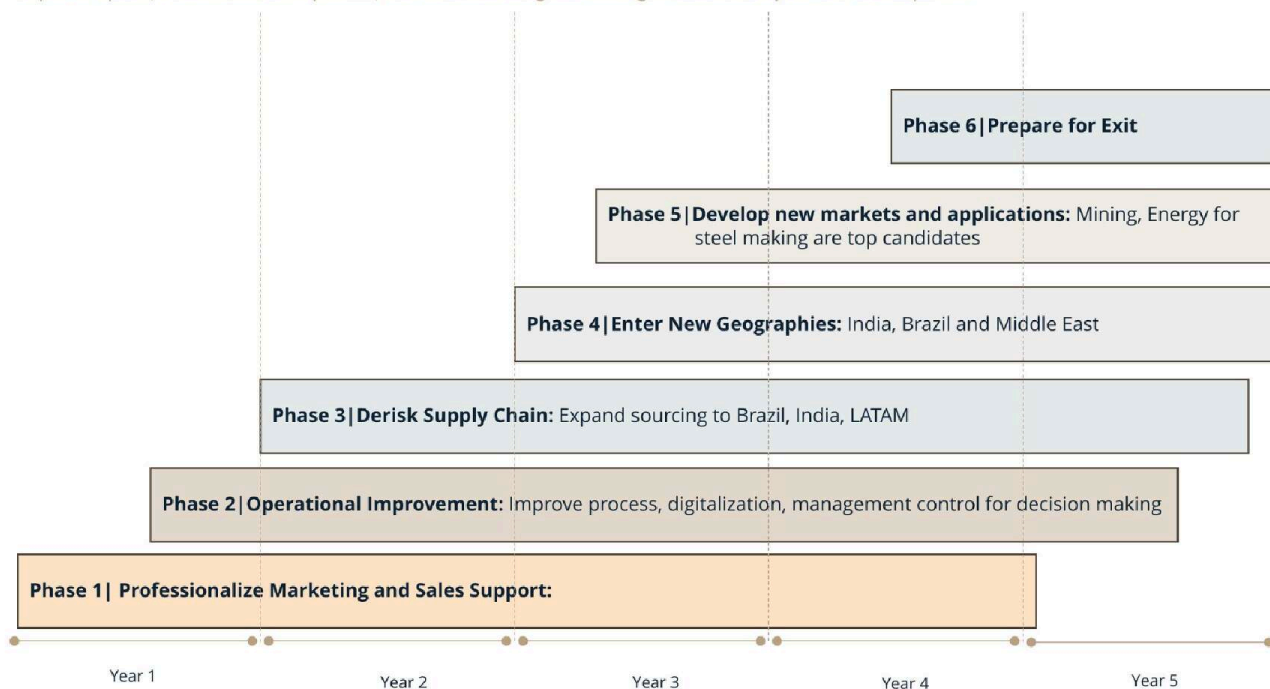 Phase 6|Prepare for Exit
Phase 5|Develop new markets and applications: Mining, Energy for
steel making are top candidates
Phase 4|Enter New Geographies: India, Brazil and Middle East
Phase 3|Derisk Supply Chain: Expand sourcing to Brazil, India, LATAM
Phase 2|Operational Improvement: Improve process, digitalization, management control for decision making
Phase 1| Professionalize Marketing and Sales Support:
Year 1
Year 2
Year 3
Year 4
Year 5